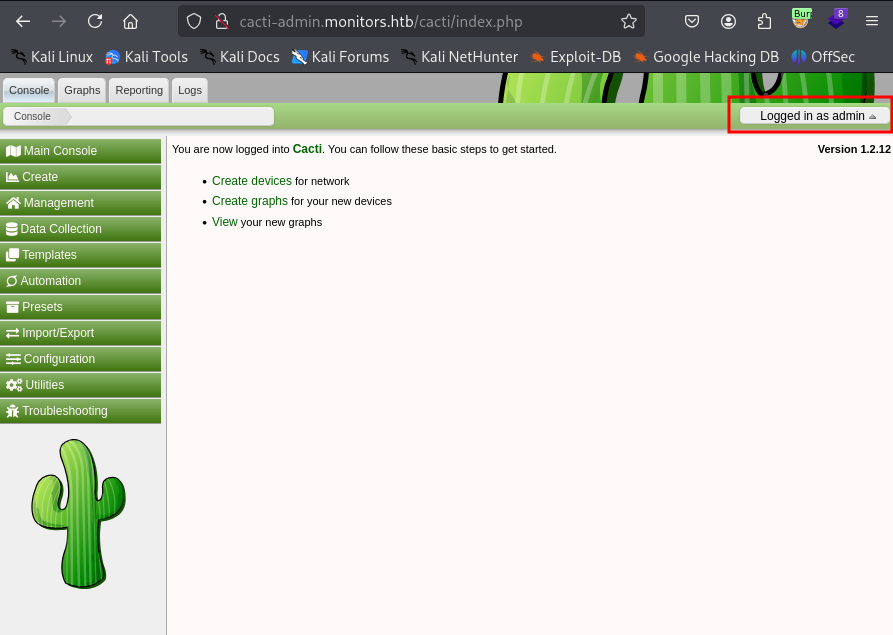 cacti-admin.monitors.htb/cacti/index.php
Burp
8
Kali Linux Kali Tools Kali Docs Kali Forums Kali NetHunter Exploit-DB Google Hacking DB OffSec
Console Graphs Reporting Logs
Console
Logged in as admin
Main Console
Create
Management
Data Collection
Templates
Automation
Presets
Import/Export
Configuration
Utilities
Troubleshooting
You are now logged into Cacti. You can follow these basic steps to get started.
Version 1.2.12
• Create devices for network
• Create graphs for your new devices
• View your new graphs